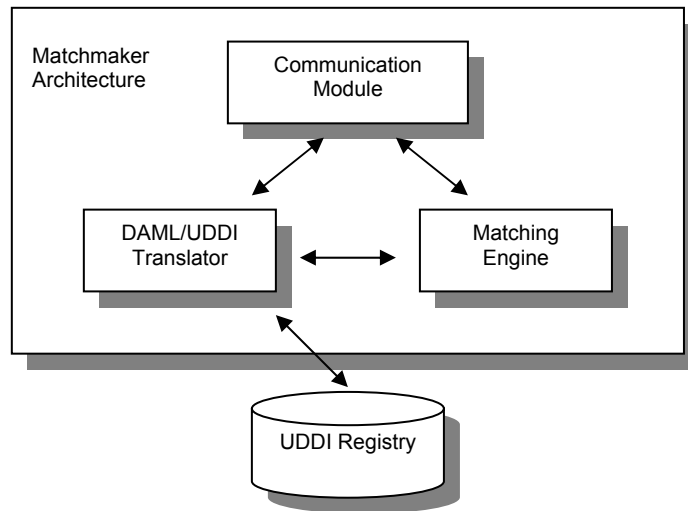 Matchmaker
Architecture
Communication
Module
DAML/UDDI
Translator
Matching
Engine
UDDI Registry